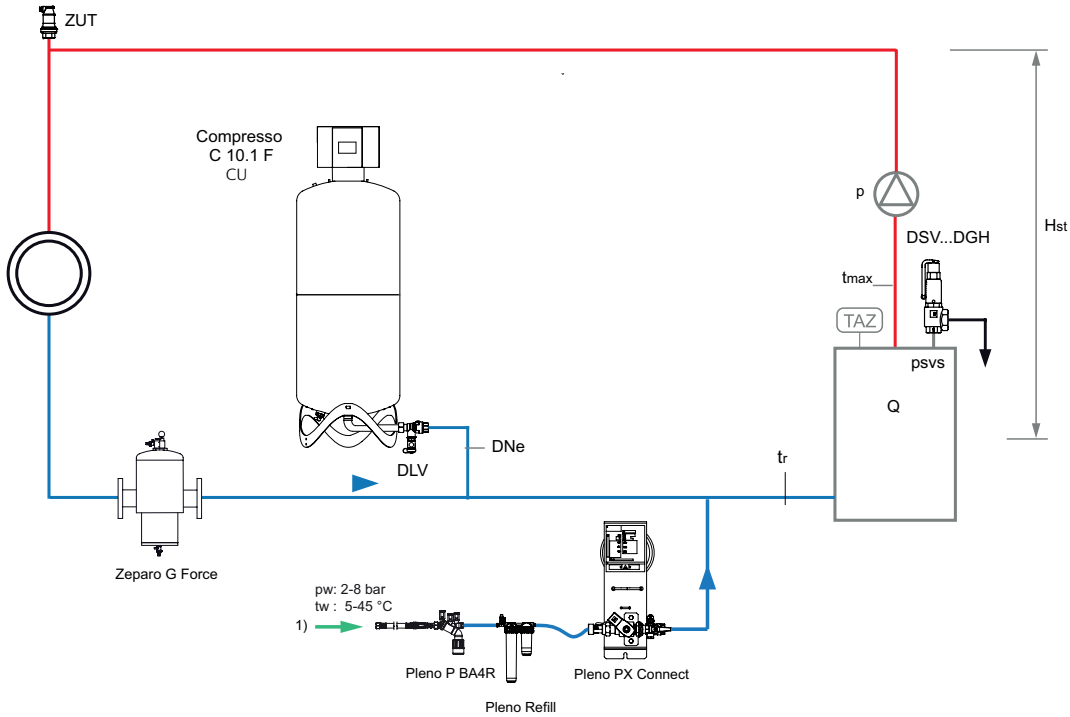 ZUT
Compresso
C 10.1 F
CU
p
Hst
DSV...DGH
tmax
TAZ
psvs
Q
DNe
DLV
tr
Zeparo G Force
pw: 2-8 bar
tw : 5-45 °C
1)
Pleno P BA4R
Pleno PX Connect
Pleno Refill